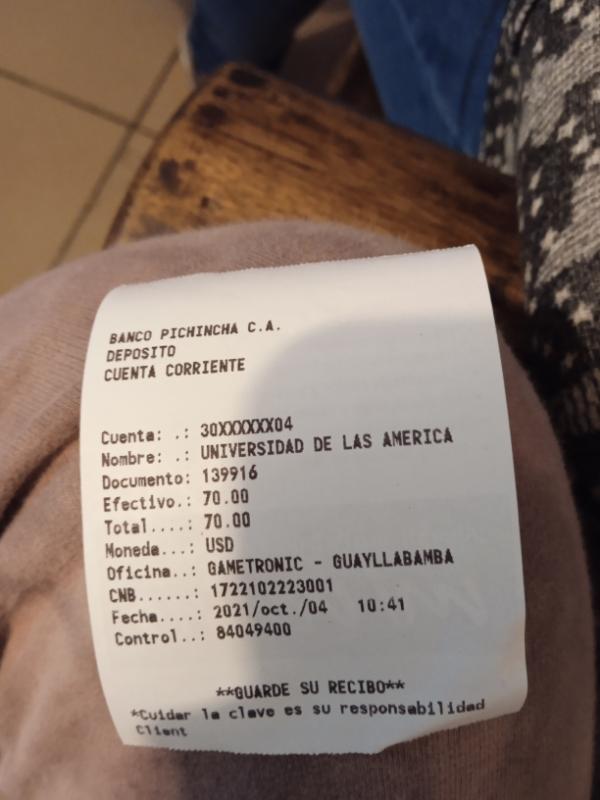 BANCO PICHINCHA C.A.
DEPOSITO
CUENTA CORRIENTE
Cuenta: .: 30XXXXXX04
Nombre: .: UNIVERSIDAD DE LAS AMERICA
Documento: 139916
Efectivo.: 70.00
Total....: 70.00
Moneda...: USD
Oficina..: GAMETRONIC - GUAYLLABAMBA
CNB......: 1722102223001
Fecha....: 2021/oct./04 10:41
Control..: 84049400
**GUARDE SU RECIBO**
*Cuidar la clave es su responsabilidad
Client